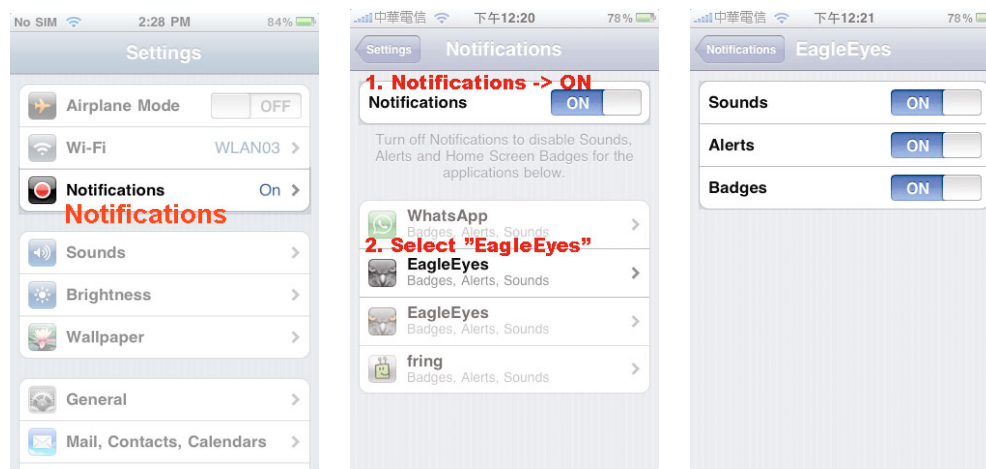 No SIM 2:28 PM 84%
Settings
Airplane Mode OFF
Wi-Fi WLAN03
Notifications On
Notifications
Sounds
Brightness
Wallpaper
General
Mail, Contacts, Calendars
中華電信 下午12:20 78%
Settings Notifications
1. Notifications -> ON
Notifications ON
Turn off Notifications to disable Sounds,
Alerts and Home Screen Badges for the
applications below.
WhatsApp
Badges, Alerts, Sounds
2. Select ”EagleEyes”
EagleEyes
Badges, Alerts, Sounds
EagleEyes
Badges, Alerts, Sounds
fring
Badges, Alerts, Sounds
中華電信 下午12:21 78%
Notifications EagleEyes
Sounds ON
Alerts ON
Badges ON